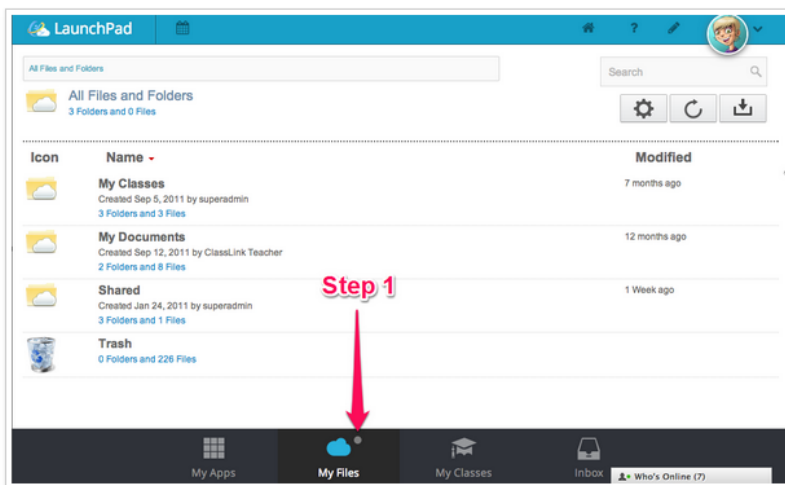 LaunchPad
?
All Files and Folders
Search
All Files and Folders
3 Folders and 0 Files
Icon Name Modified
My Classes 7 months ago
Created Sep 5, 2011 by superadmin
3 Folders and 3 Files
My Documents 12 months ago
Created Sep 12, 2011 by ClassLink Teacher
2 Folders and 8 Files
Shared 1 Week ago
Created Jan 24, 2011 by superadmin
3 Folders and 1 Files
Step 1
Trash
0 Folders and 226 Files
My Apps My Files My Classes Inbox
Who's Online (7)